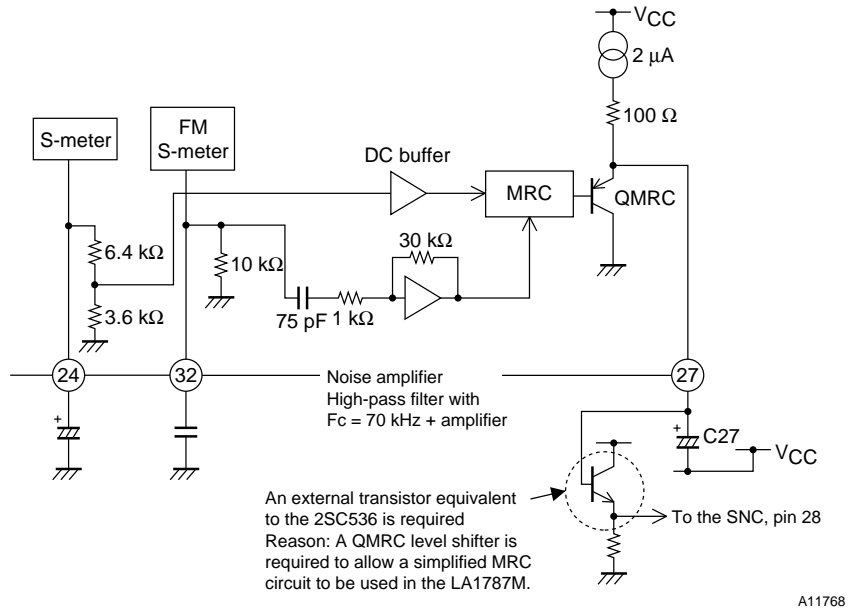 VCC
2 μA
100 Ω
S-meter
FM
S-meter
DC buffer
MRC
QMRC
6.4 kΩ
3.6 kΩ
10 kΩ
30 kΩ
75 pF
1 kΩ
24
32
27
Noise amplifier
High-pass filter with
Fc = 70 kHz + amplifier
+
+
C27
VCC
An external transistor equivalent
to the 2SC536 is required
Reason: A QMRC level shifter is
required to allow a simplified MRC
circuit to be used in the LA1787M.
To the SNC, pin 28
A11768